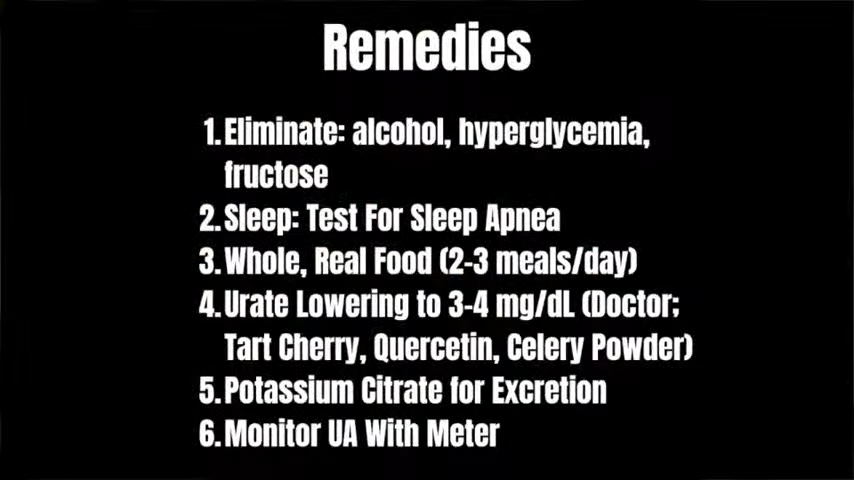 Remedies
1. Eliminate: alcohol, hyperglycemia,
fructose
2. Sleep: Test For Sleep Apnea
3. Whole, Real Food (2-3 meals/day)
4. Urate Lowering to 3-4 mg/dL (Doctor;
Tart Cherry, Quercetin, Celery Powder)
5. Potassium Citrate for Excretion
6. Monitor UA With Meter